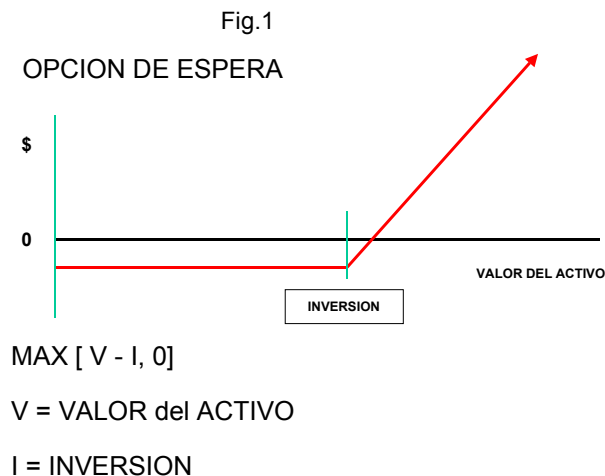 Fig.1
OPCION DE ESPERA
$
0
VALOR DEL ACTIVO
INVERSION
MAX [ V - I, 0]
V = VALOR del ACTIVO
I = INVERSION